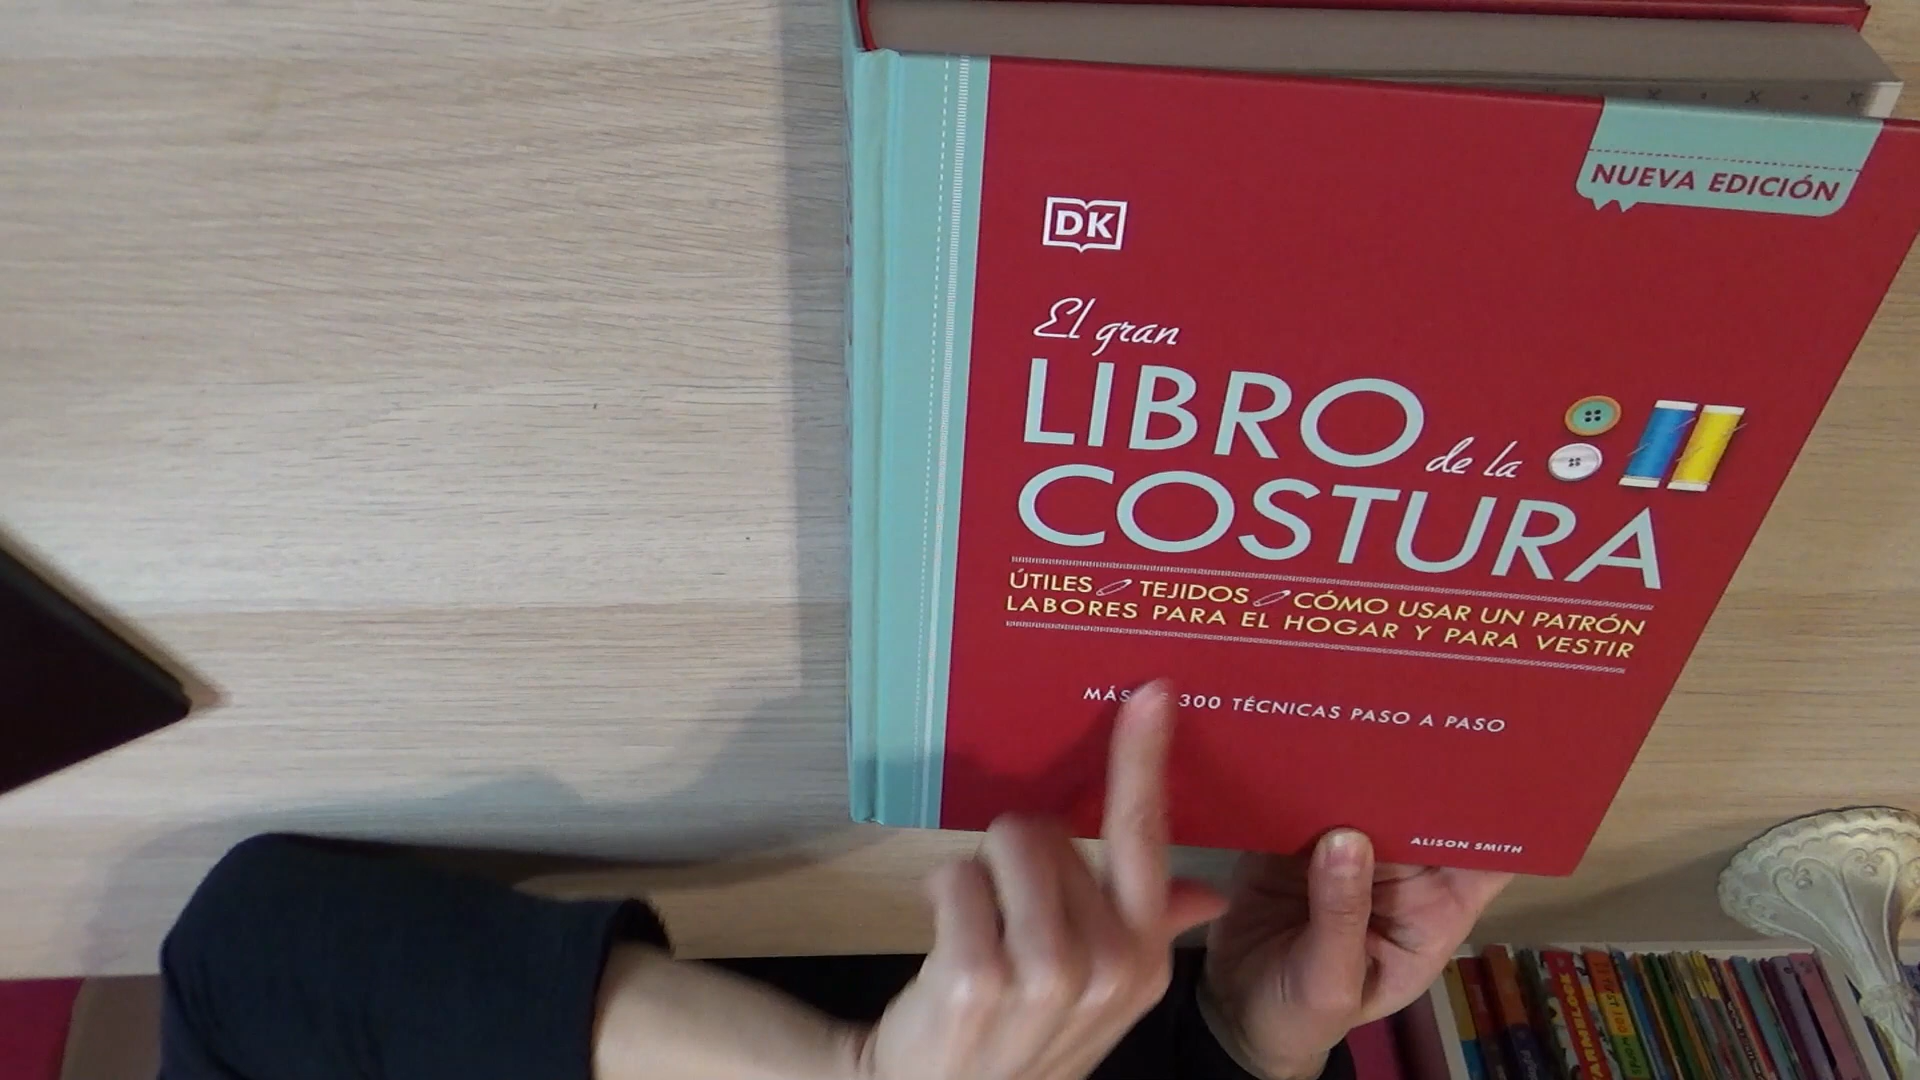 NUEVA EDICIÓN
DK
El gran
LIBRO de la
COSTURA
ÚTILES TEJIDOS CÓMO USAR UN PATRÓN
LABORES PARA EL HOGAR Y PARA VESTIR
300 TÉCNICAS PASO A PASO
ALISON SMITH